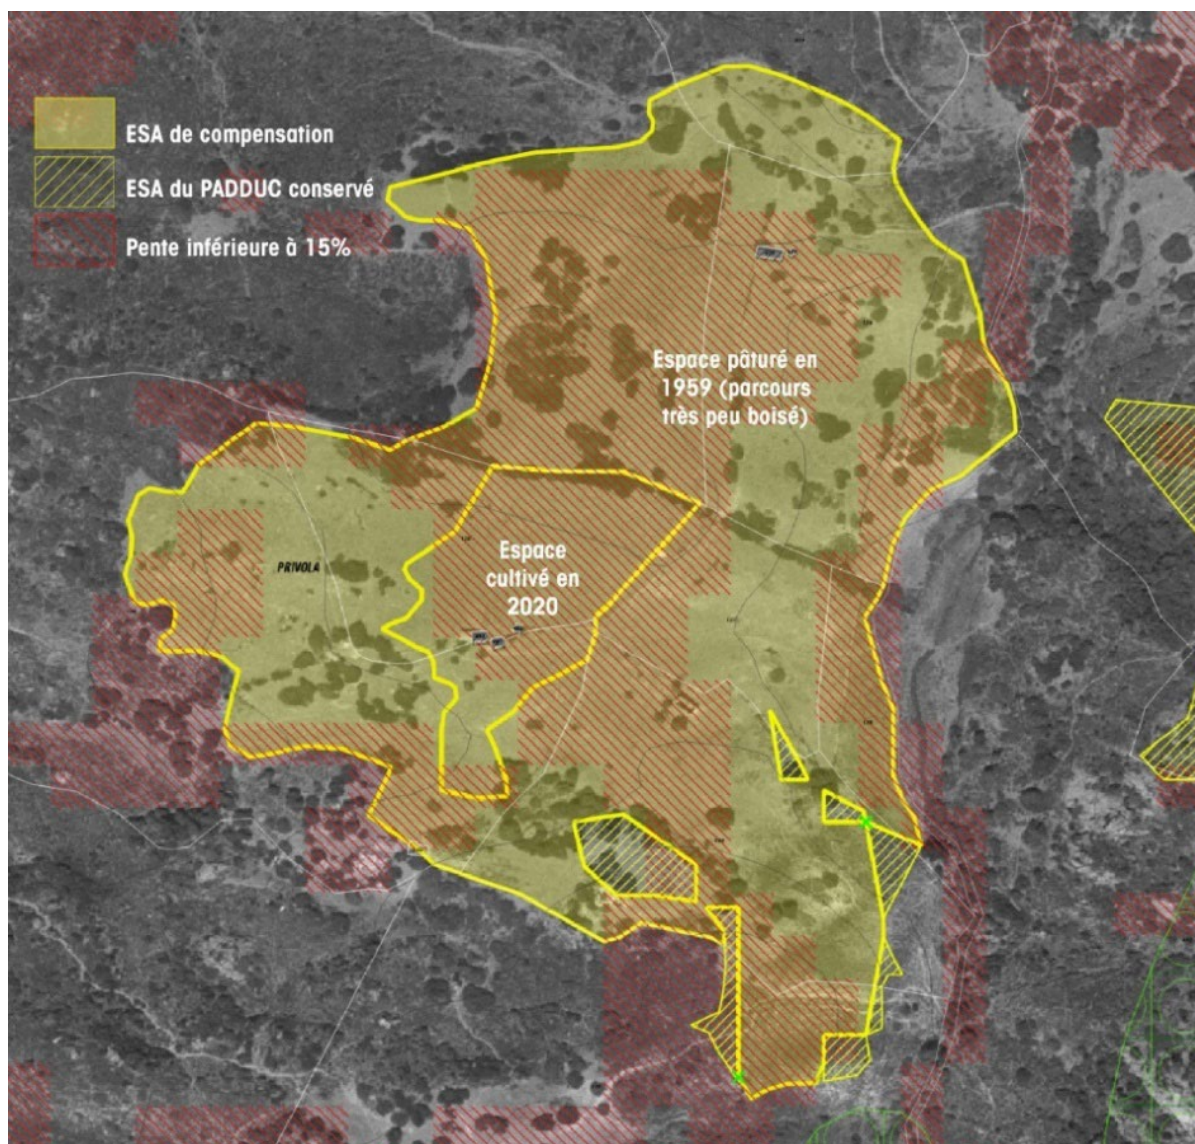 ESA de compensation
ESA du PADDUC conservé
Pente inférieure à 15%
Espace pâturé en
1959 (parcours
très peu boisé)
Espace
cultivé en
2020
PRIVOLA